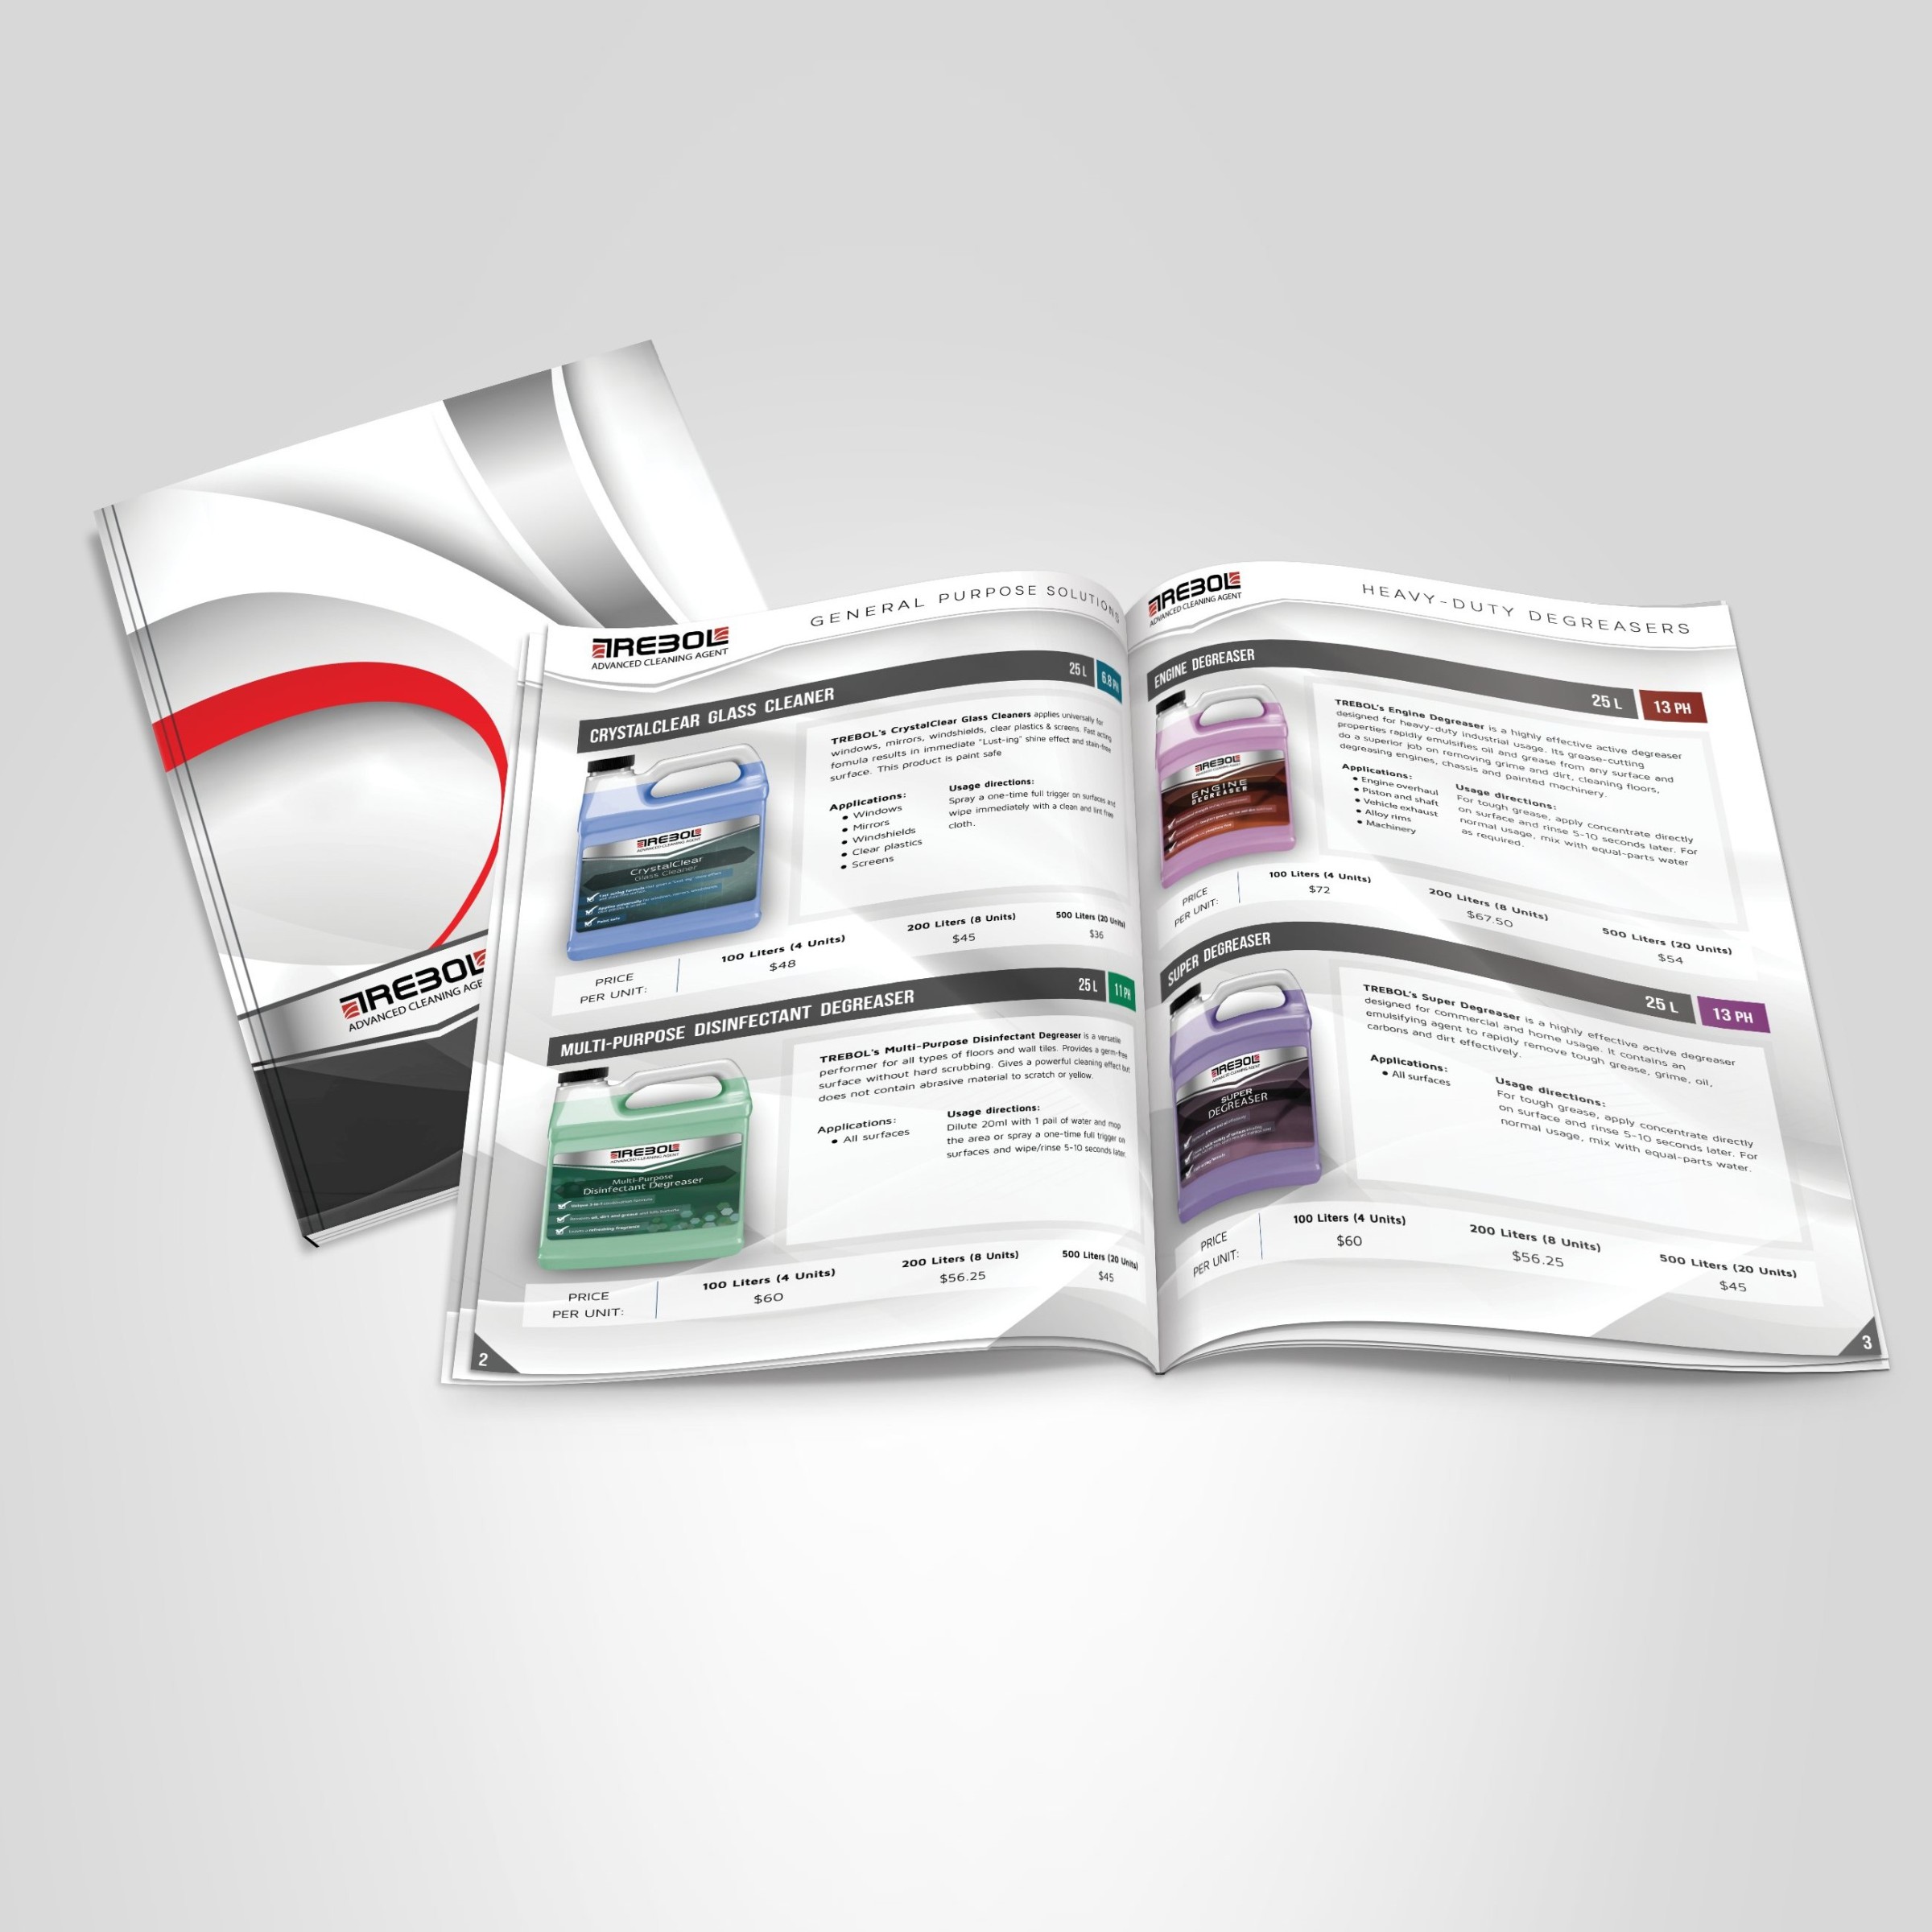 TREBOL
ADVANCED CLEANING AGE
TREBOL
ADVANCED CLEANING AGENT
GENERAL PURPOSE SOLUTIONS
CRYSTALCLEAR GLASS CLEANER
25 L
6.8 PH
TREBOL
ADVANCED CLEANING AGENT
CrystalClear
Glass Cleaner
Paint safe
TREBOL's CrystalClear Glass Cleaners applies universally for
windows, mirrors, windshields, clear plastics & screens. Fast acting
fomula results in immediate "Lust-ing" shine effect and stain-free
surface. This product is paint safe
Applications:
• Windows
• Mirrors
• Windshields
• Clear plastics
• Screens
Usage directions:
Spray a one-time full trigger on surfaces and
wipe immediately with a clean and lint free
cloth.
PRICE
PER UNIT:
100 Liters (4 Units)
$48
200 Liters (8 Units)
$45
500 Liters (20 Units)
$36
MULTI-PURPOSE DISINFECTANT DEGREASER
25 L
11 PH
TREBOL
ADVANCED CLEANING AGENT
Multi-Purpose
Disinfectant Degreaser
TREBOL's Multi-Purpose Disinfectant Degreaser is a versatile
performer for all types of floors and wall tiles. Provides a germ-free
surface without hard scrubbing. Gives a powerful cleaning effect but
does not contain abrasive material to scratch or yellow.
Applications:
• All surfaces
Usage directions:
Dilute 20ml with 1 pail of water and mop
the area or spray a one-time full trigger on
surfaces and wipe/rinse 5-10 seconds later.
PRICE
PER UNIT:
100 Liters (4 Units)
$60
200 Liters (8 Units)
$56.25
500 Liters (20 Units)
$45
2
TREBOL
ADVANCED CLEANING AGENT
HEAVY-DUTY DEGREASERS
ENGINE DEGREASER
25 L
13 PH
TREBOL
ADVANCED CLEANING AGENT
ENGINE
DEGREASER
TREBOL's Engine Degreaser is a highly effective active degreaser
designed for heavy-duty industrial usage. Its grease-cutting
properties rapidly emulsifies oil and grease from any surface and
do a superior job on removing grime and dirt, cleaning floors,
degreasing engines, chassis and painted machinery.
Applications:
• Engine overhaul
• Piston and shaft
• Vehicle exhaust
• Alloy rims
• Machinery
Usage directions:
For tough grease, apply concentrate directly
on surface and rinse 5-10 seconds later. For
normal usage, mix with equal-parts water
as required.
PRICE
PER UNIT:
100 Liters (4 Units)
$72
200 Liters (8 Units)
$67.50
500 Liters (20 Units)
$54
SUPER DEGREASER
25 L
13 PH
TREBOL
ADVANCED CLEANING AGENT
SUPER
DEGREASER
TREBOL's Super Degreaser is a highly effective active degreaser
designed for commercial and home usage. It contains an
emulsifying agent to rapidly remove tough grease, grime, oil,
carbons and dirt effectively.
Applications:
• All surfaces
Usage directions:
For tough grease, apply concentrate directly
on surface and rinse 5-10 seconds later. For
normal usage, mix with equal-parts water.
PRICE
PER UNIT:
100 Liters (4 Units)
$60
200 Liters (8 Units)
$56.25
500 Liters (20 Units)
$45
3